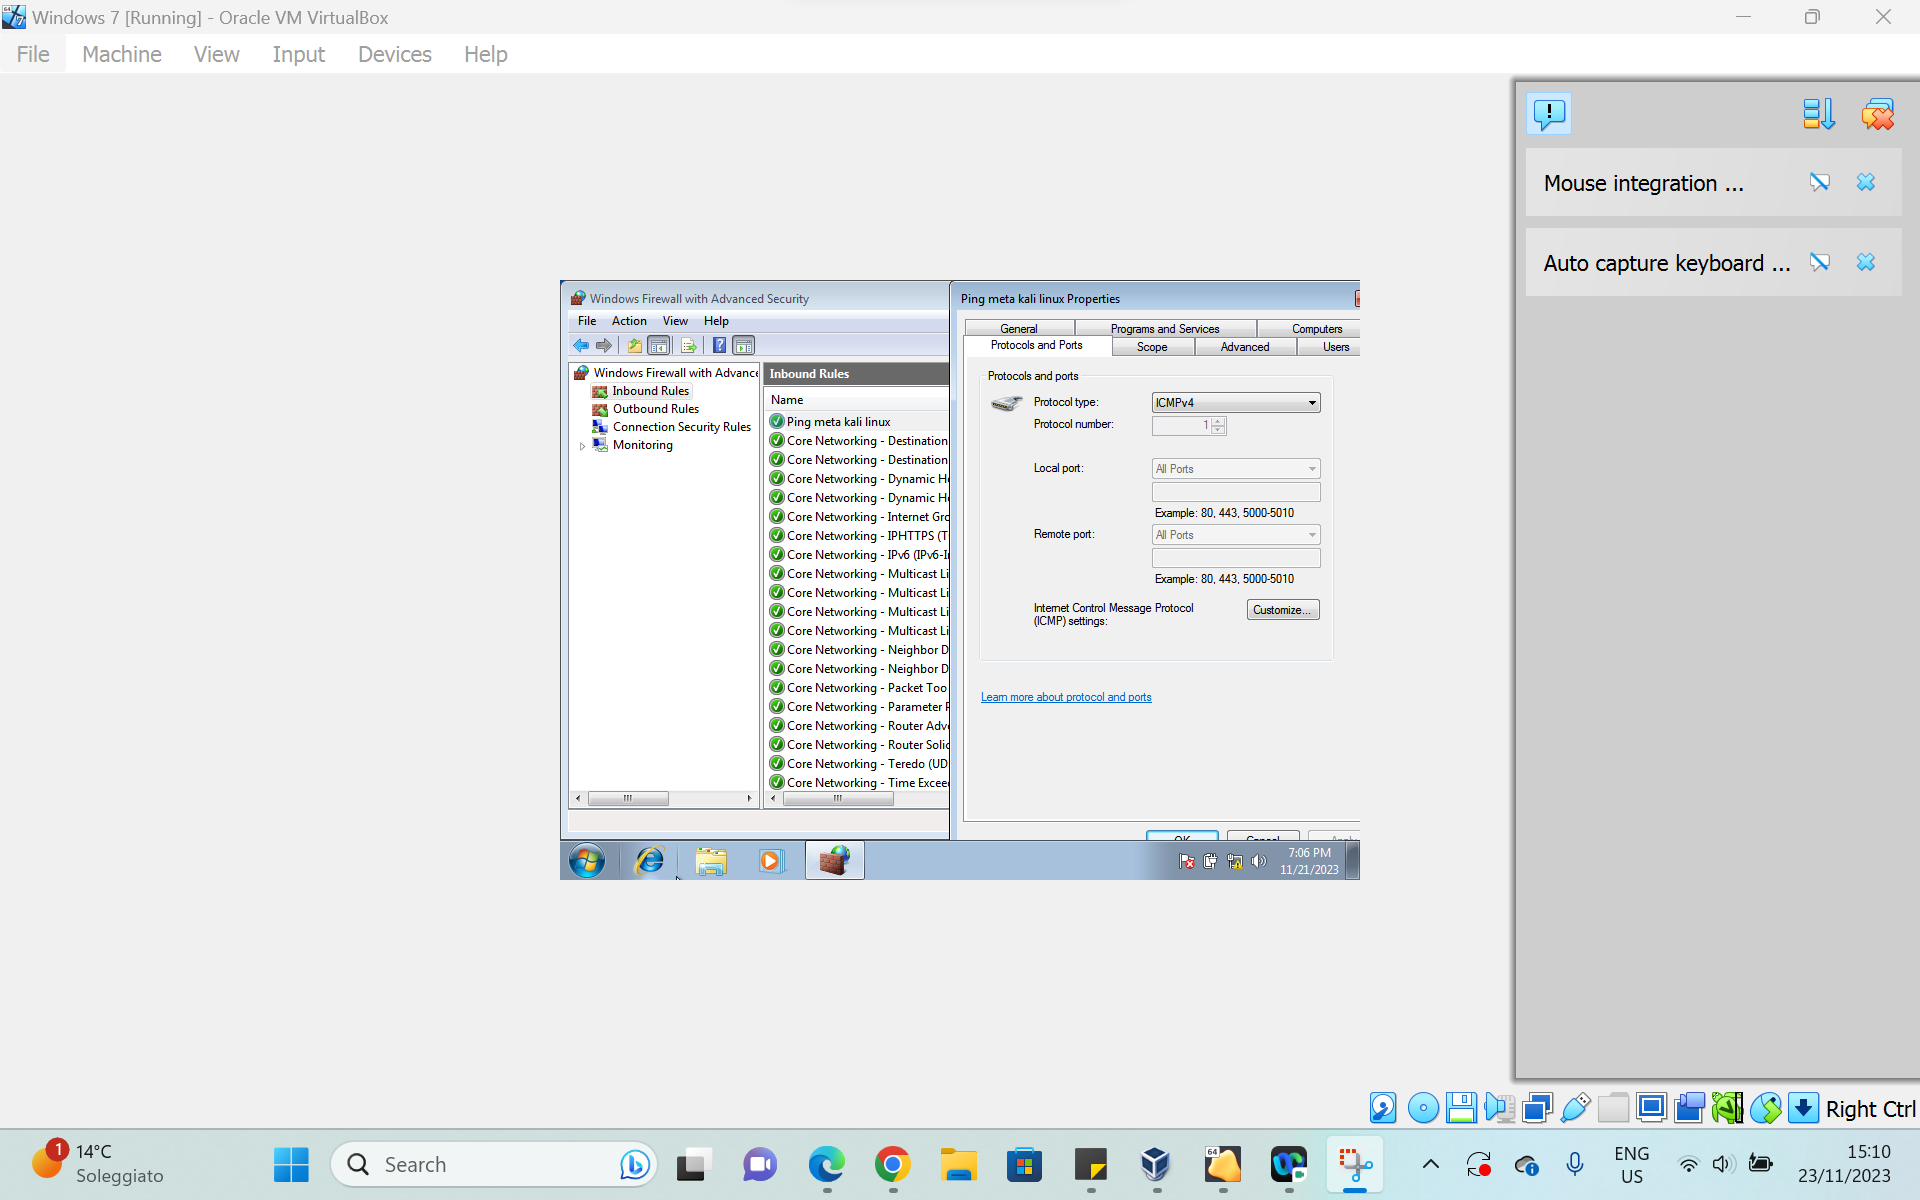 Windows 7 [Running] - Oracle VM VirtualBox
File Machine View Input Devices Help
Mouse integration ...
Auto capture keyboard ...
Windows Firewall with Advanced Security
File Action View Help
Windows Firewall with Advance
Inbound Rules
Outbound Rules
Connection Security Rules
Monitoring
Inbound Rules
Name
Ping meta kali linux
Core Networking - Destination
Core Networking - Destination
Core Networking - Dynamic H
Core Networking - Dynamic H
Core Networking - Internet Gro
Core Networking - IPHTTPS (T
Core Networking - IPv6 (IPv6-I
Core Networking - Multicast Li
Core Networking - Multicast Li
Core Networking - Multicast Li
Core Networking - Multicast Li
Core Networking - Neighbor D
Core Networking - Neighbor D
Core Networking - Packet Too
Core Networking - Parameter P
Core Networking - Router Adv
Core Networking - Router Solic
Core Networking - Teredo (UD
Core Networking - Time Excee
Ping meta kali linux Properties
General Programs and Services Computers
Protocols and Ports Scope Advanced Users
Protocols and ports
Protocol type: ICMPv4
Protocol number: 1
Local port: All Ports
Example: 80, 443, 5000-5010
Remote port: All Ports
Example: 80, 443, 5000-5010
Internet Control Message Protocol
(ICMP) settings:
Customize...
Learn more about protocol and ports
OK Cancel Apply
7:06 PM
11/21/2023
Right Ctrl
1
14°C
Soleggiato
Search
64
ENG
US
15:10
23/11/2023